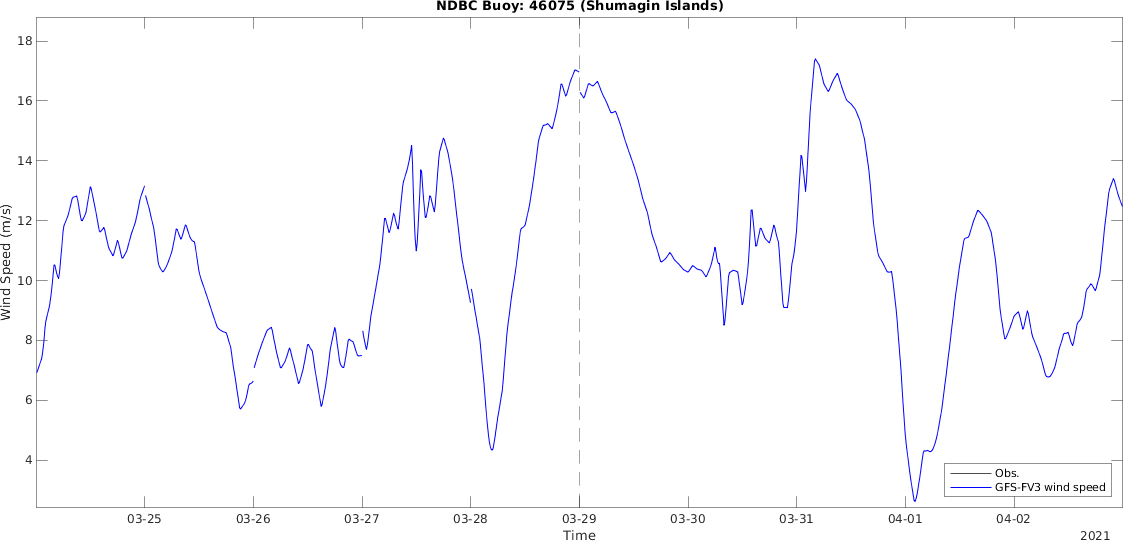 NDBC Buoy: 46075 (Shumagin Islands)
18
16
14
12
10
8
6
4
Wind Speed (m/s)
Obs.
GFS-FV3 wind speed
03-25 03-26 03-27 03-28 03-29 03-30 03-31 04-01 04-02
Time
2021